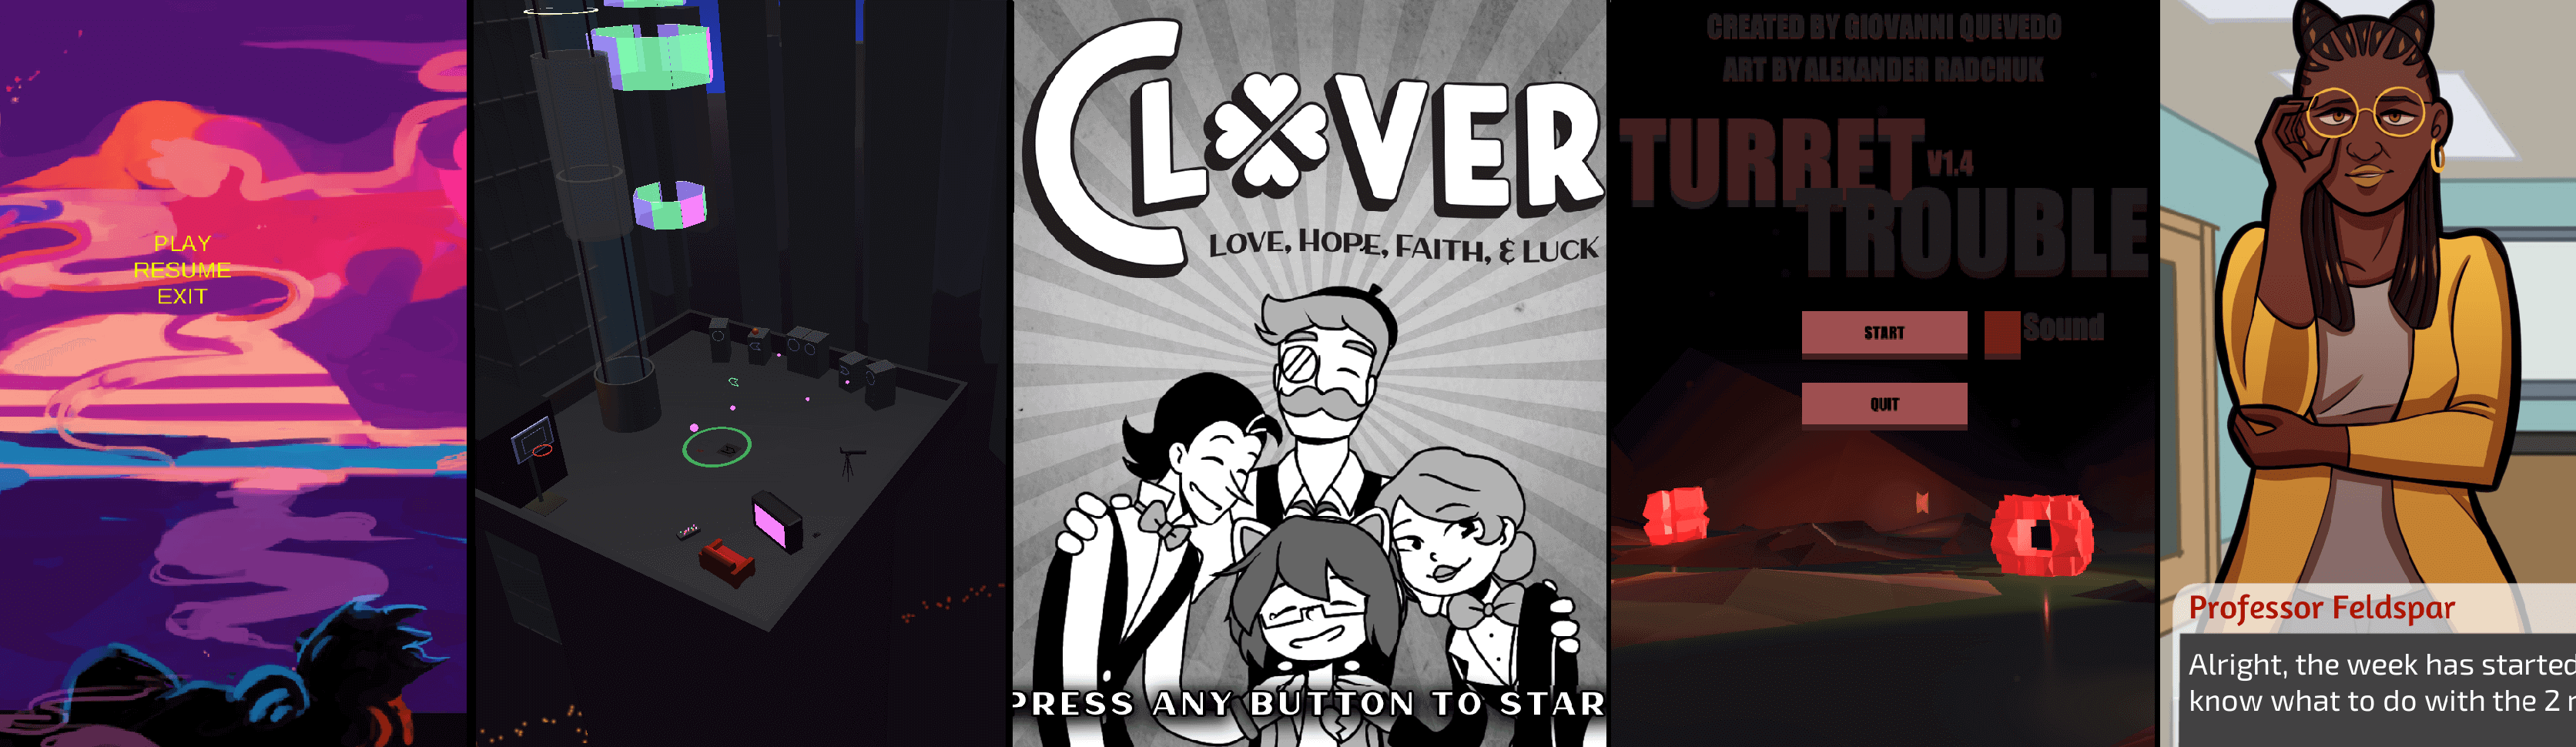 PLAY
RESUME
EXIT
CLOVER
LOVE, HOPE, FAITH, & LUCK
PRESS ANY BUTTON TO STAR
CREATED BY GIOVANNI QUEVEDO
ART BY ALEXANDER RADCHUK
TURRET V1.4
TROUBLE
START
Sound
QUIT
Professor Feldspar
Alright, the week has started
know what to do with the 2